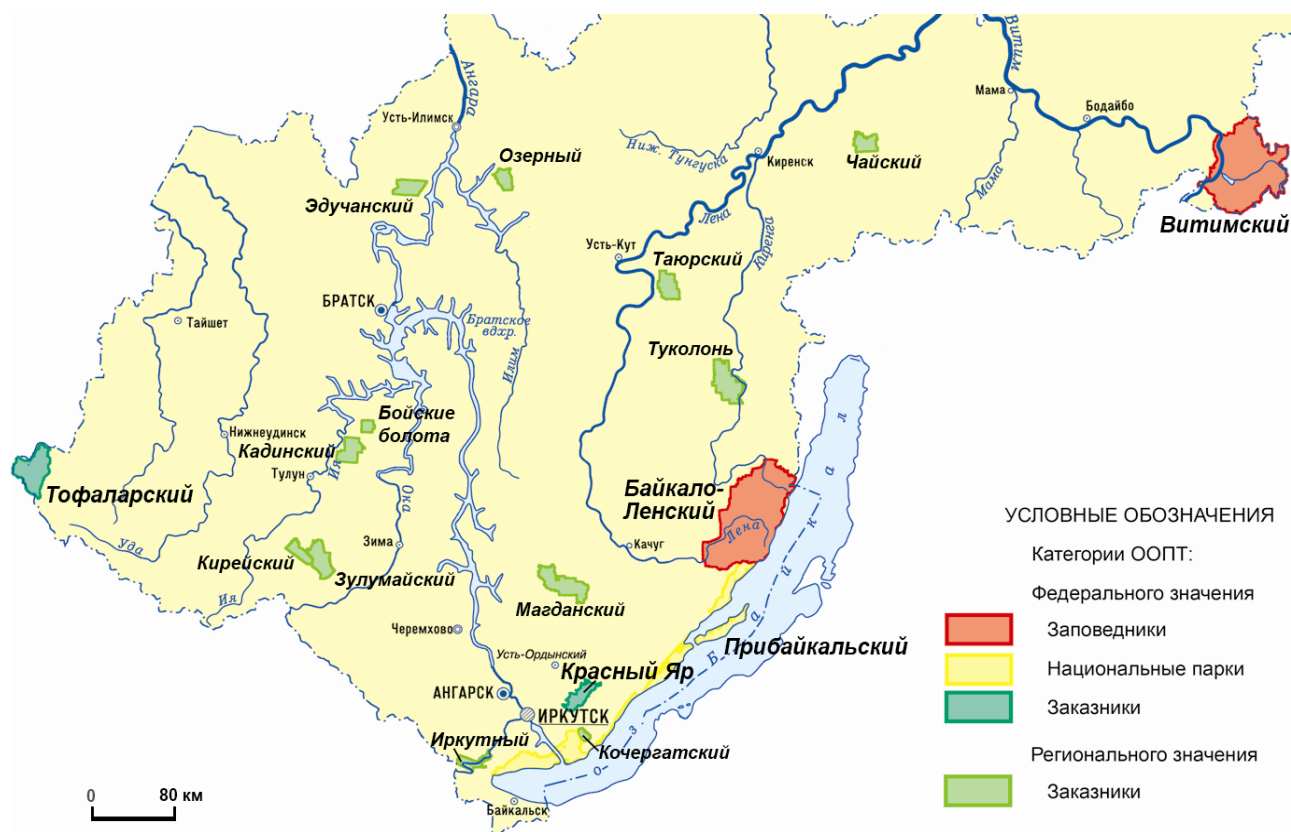 Витим
Ангара
Мама
Бодайбо
Усть-Илимск
Озерный
Ниж. Тунгуска
Киренск
Чайский
Эдучанский
Мама
Витимский
Лена
Киренга
Усть-Кут
Таюрский
БРАТСК
Тайшет
Братское
вдхр.
Туколонь
Илим
Бойские
болота
Нижнеудинск
Кадинский
Тулун
Ия
Тофаларский
Байкало-
Ленский
Ока
Лена
Уда
Зима
Качуг
Кирейский
Зулумайский
Ия
Магданский
Черемхово
Прибайкальский
Усть-Ордынский
Красный Яр
АНГАРСК
ИРКУТСК
Иркутный
Кочергатский
оз. Байкал
Байкальск
0 80 км
УСЛОВНЫЕ ОБОЗНАЧЕНИЯ
Категории ООПТ:
Федерального значения
Заповедники
Национальные парки
Заказники
Регионального значения
Заказники